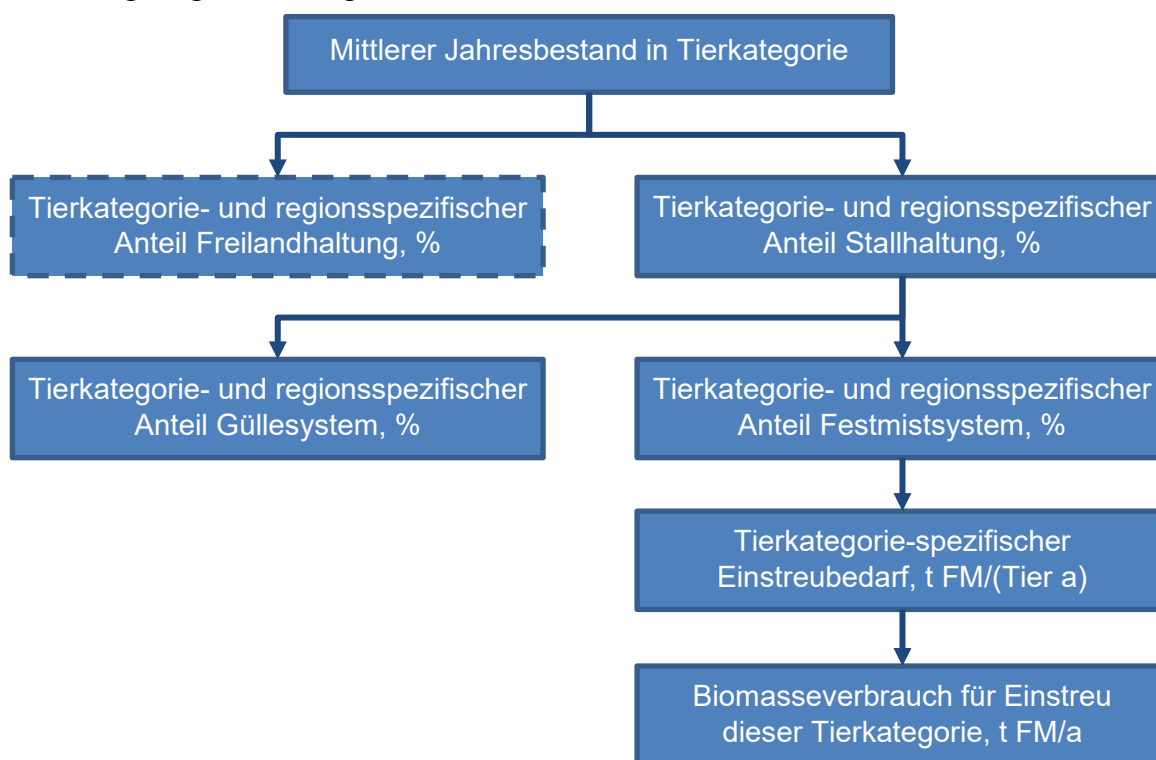 Mittlerer Jahresbestand in Tierkategorie
Tierkategorie- und regionsspezifischer
Anteil Freilandhaltung, %
Tierkategorie- und regionsspezifischer
Anteil Stallhaltung, %
Tierkategorie- und regionsspezifischer
Anteil Güllesystem, %
Tierkategorie- und regionsspezifischer
Anteil Festmistsystem, %
Tierkategorie-spezifischer
Einstreubedarf, t FM/(Tier a)
Biomasseverbrauch für Einstreu
dieser Tierkategorie, t FM/a